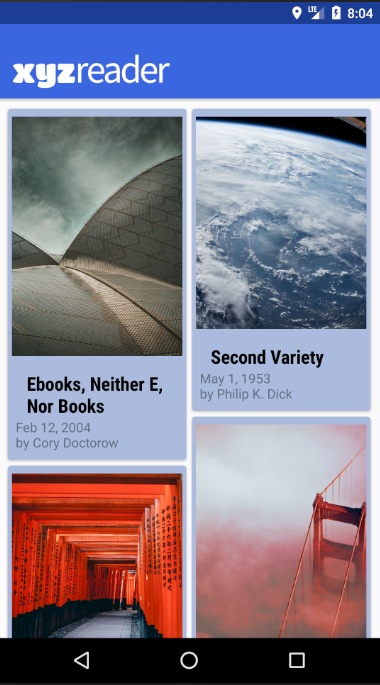 LTE 8:04
xyzreader
Ebooks, Neither E,
Nor Books
Feb 12, 2004
by Cory Doctorow
Second Variety
May 1, 1953
by Philip K. Dick